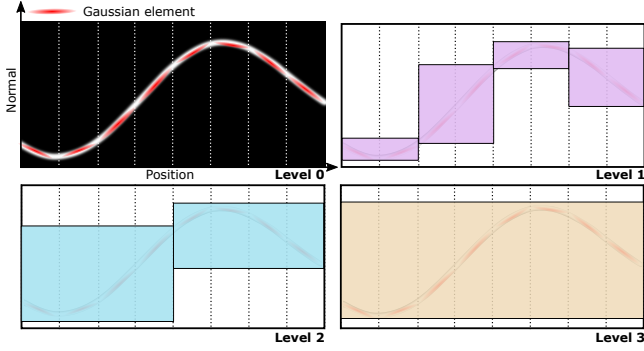 Gaussian element
Normal
Position
Level 0
Level 1
Level 2
Level 3